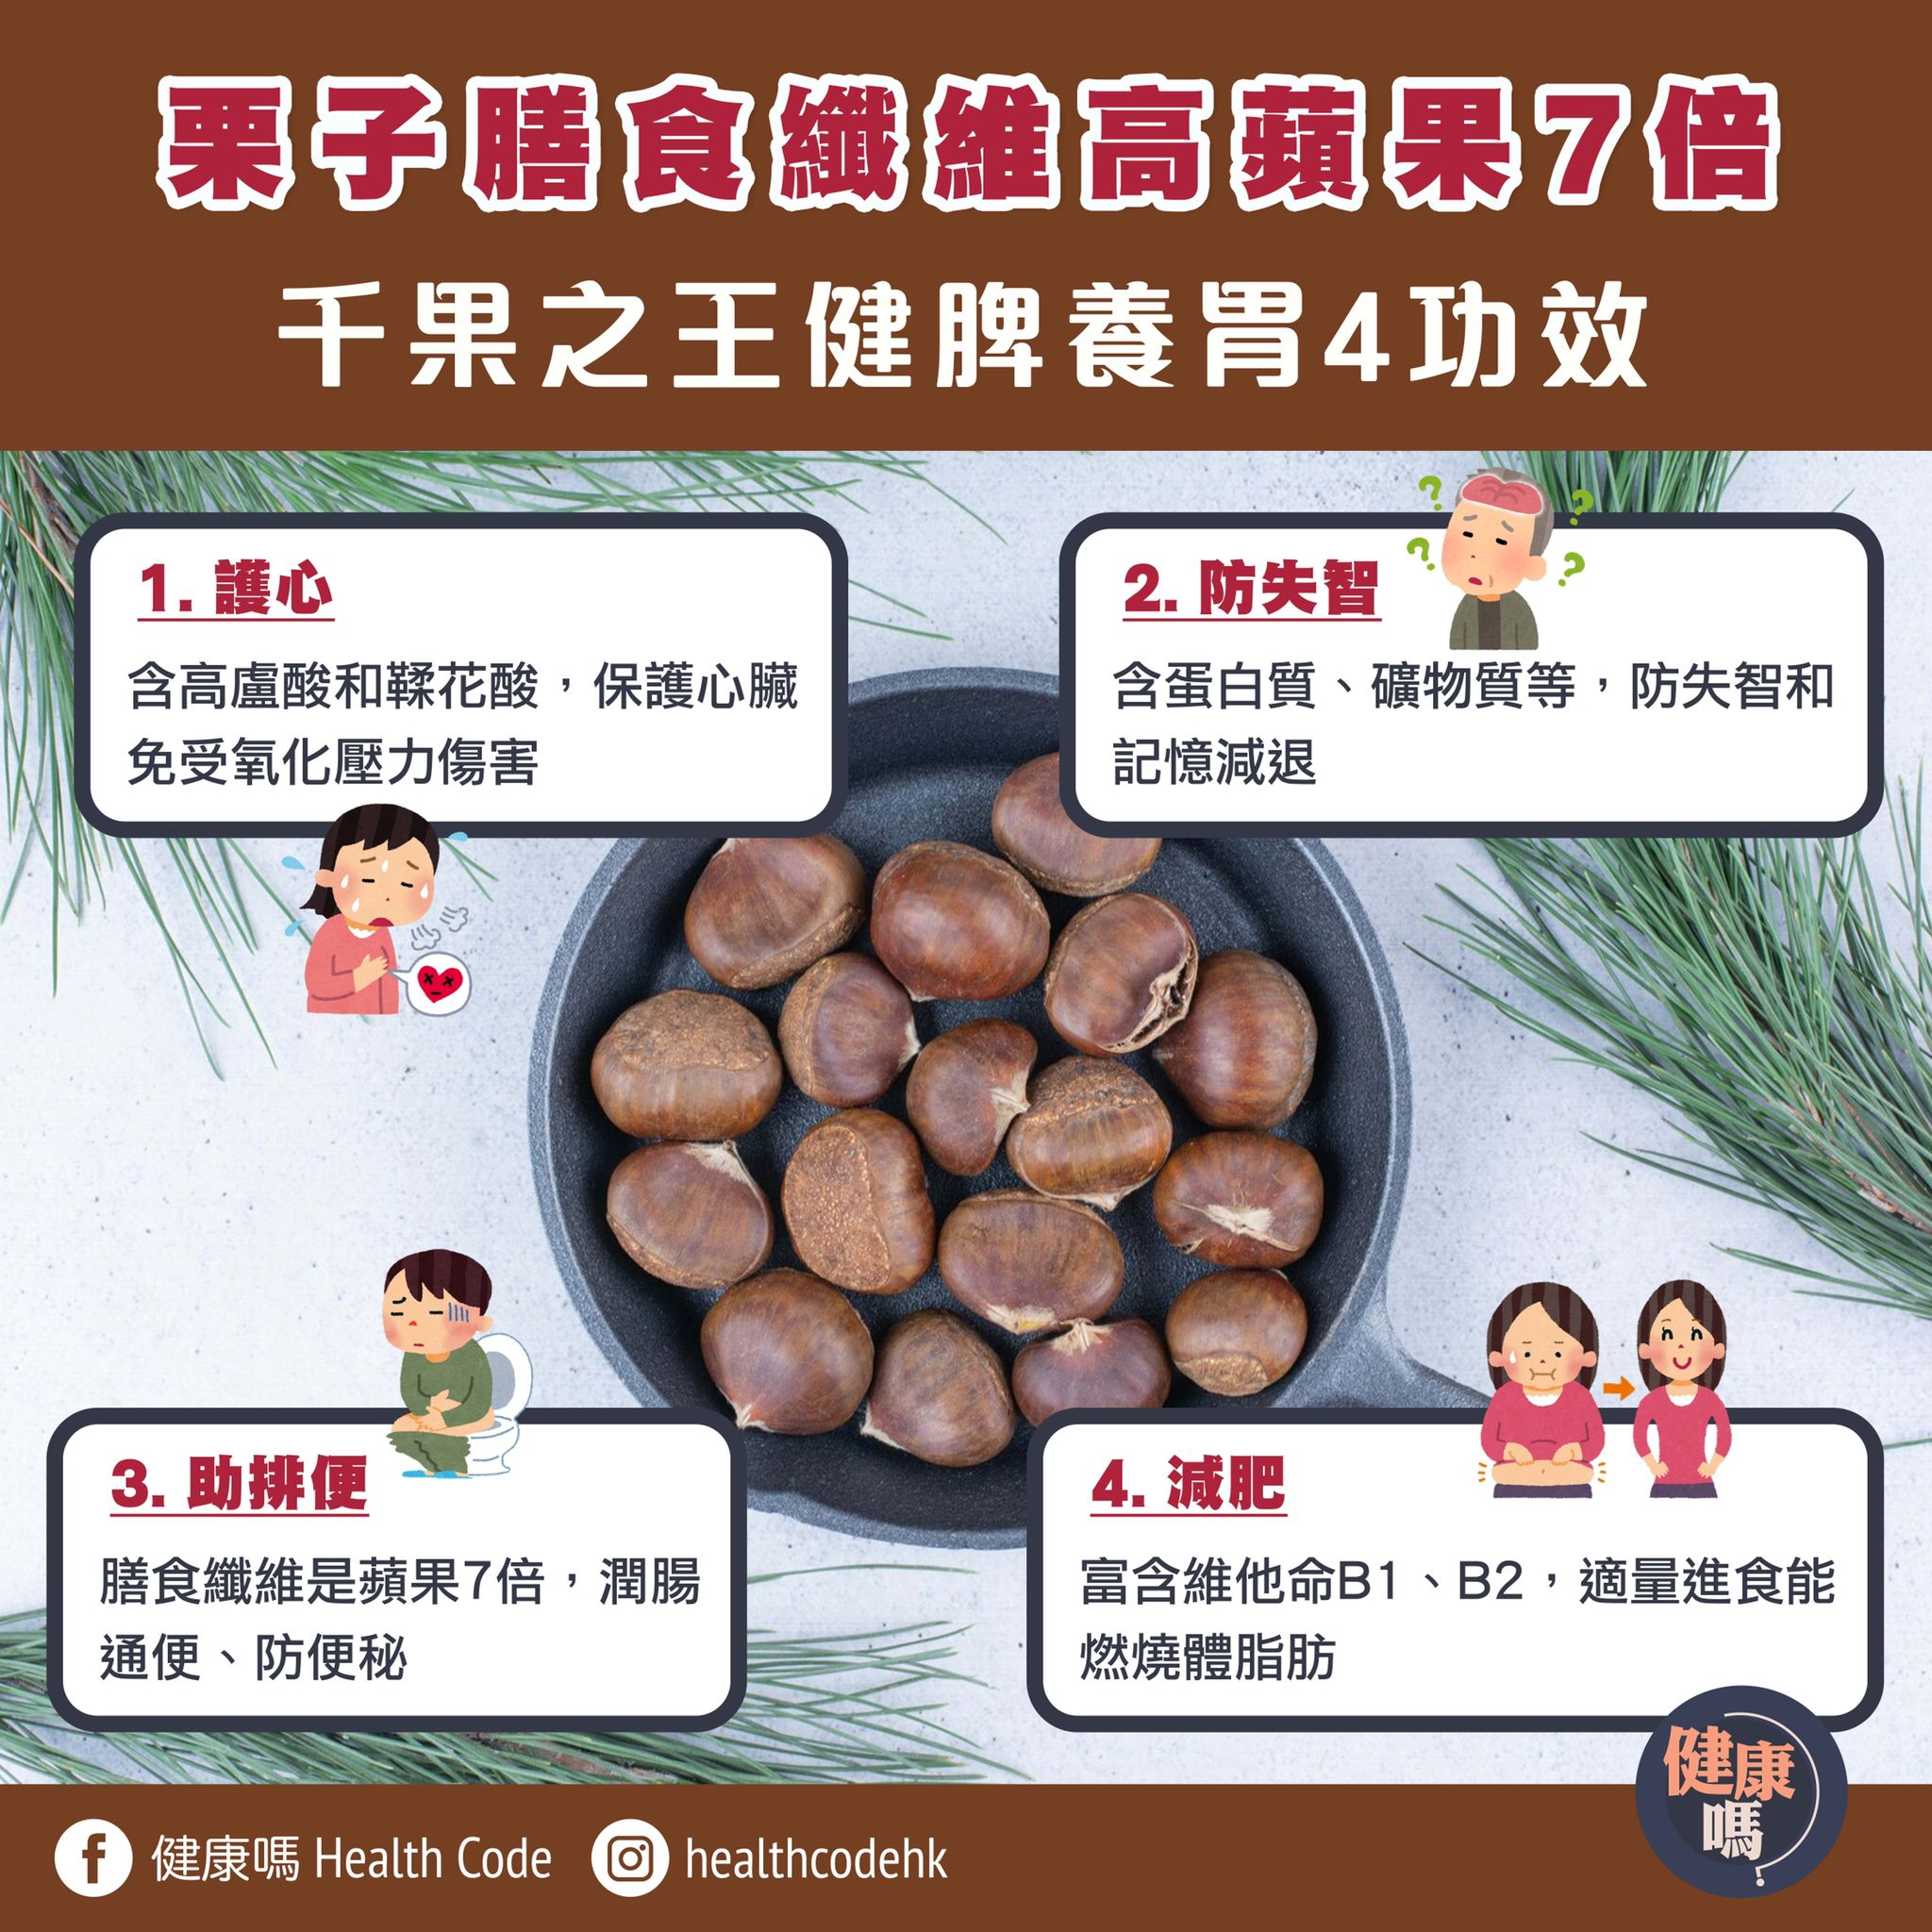 栗子膳食纖維高蘋果7倍
千果之王健脾養胃4功效
1. 護心
含高盧酸和鞣花酸，保護心臟
免受氧化壓力傷害
2. 防失智
含蛋白質、礦物質等，防失智和
記憶減退
3. 助排便
膳食纖維是蘋果7倍，潤腸
通便、防便秘
4. 減肥
富含維他命B1、B2，適量進食能
燃燒體脂肪
健康嗎 Health Code
healthcodehk
健康
嗎